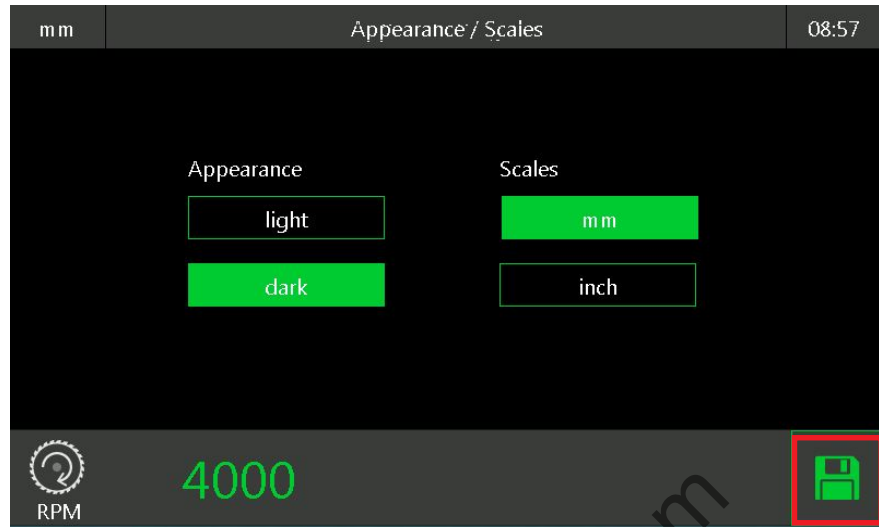 mm
Appearance / Scales
08:57
Appearance
Scales
light
mm
dark
inch
4000
RPM
m